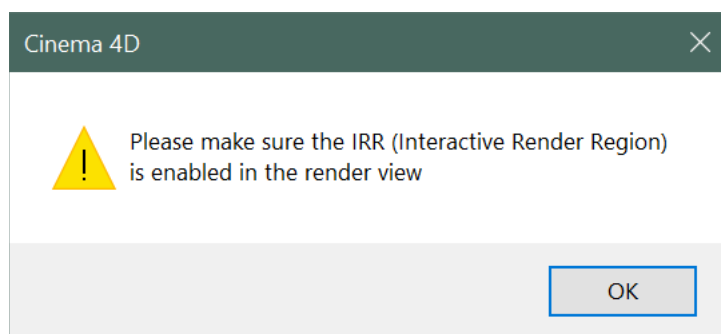 Cinema 4D
Please make sure the IRR (Interactive Render Region)
is enabled in the render view
OK